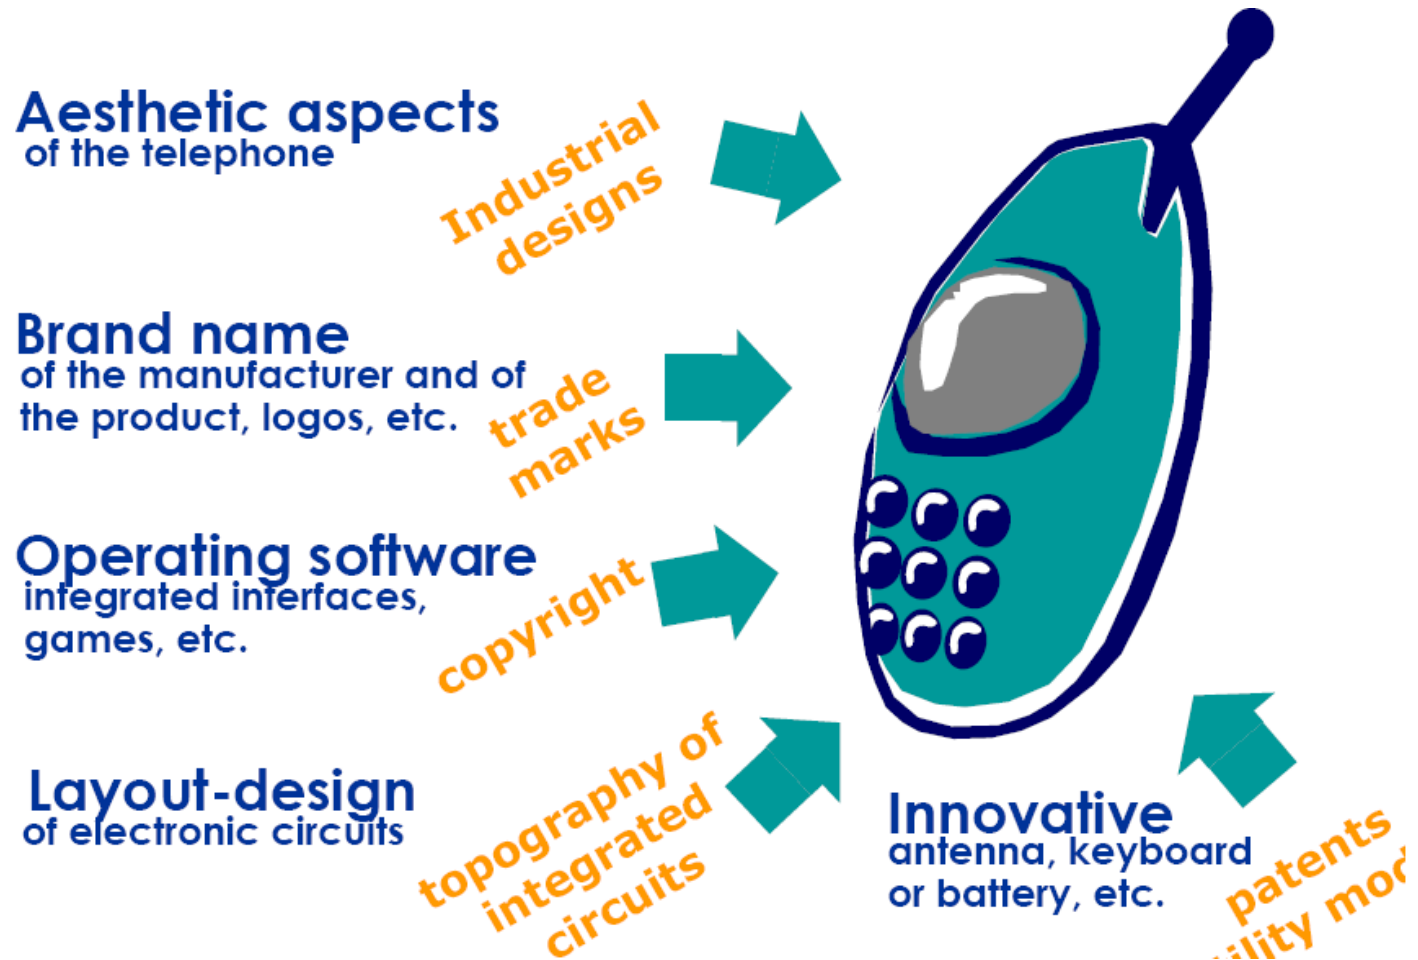 Aesthetic aspects
of the telephone
Industrial
designs
Brand name
of the manufacturer and of
the product, logos, etc.
trade
marks
Operating software
integrated interfaces,
games, etc.
copyright
Layout-design
of electronic circuits
topography of
integrated
circuits
Innovative
antenna, keyboard
or battery, etc.
patents